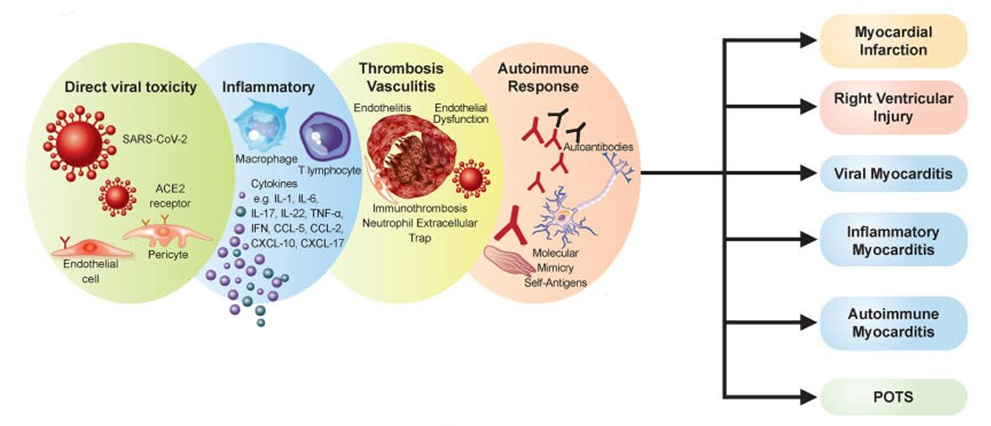 Direct viral toxicity
SARS-CoV-2
ACE2
receptor
Pericyte
Endothelial
cell
Inflammatory
Macrophage
T lymphocyte
Cytokines
e.g. IL-1, IL-6,
IL-17, IL-22, TNF-α,
IFN, CCL-5, CCL-2,
CXCL-10, CXCL-17
Thrombosis
Vasculitis
Endothelitis
Endothelial
Dysfunction
Immunothrombosis
Neutrophil Extracellular
Trap
Autoimmune
Response
Autoantibodies
Molecular
Mimicry
Self-Antigens
Myocardial
Infarction
Right Ventricular
Injury
Viral Myocarditis
Inflammatory
Myocarditis
Autoimmune
Myocarditis
POTS